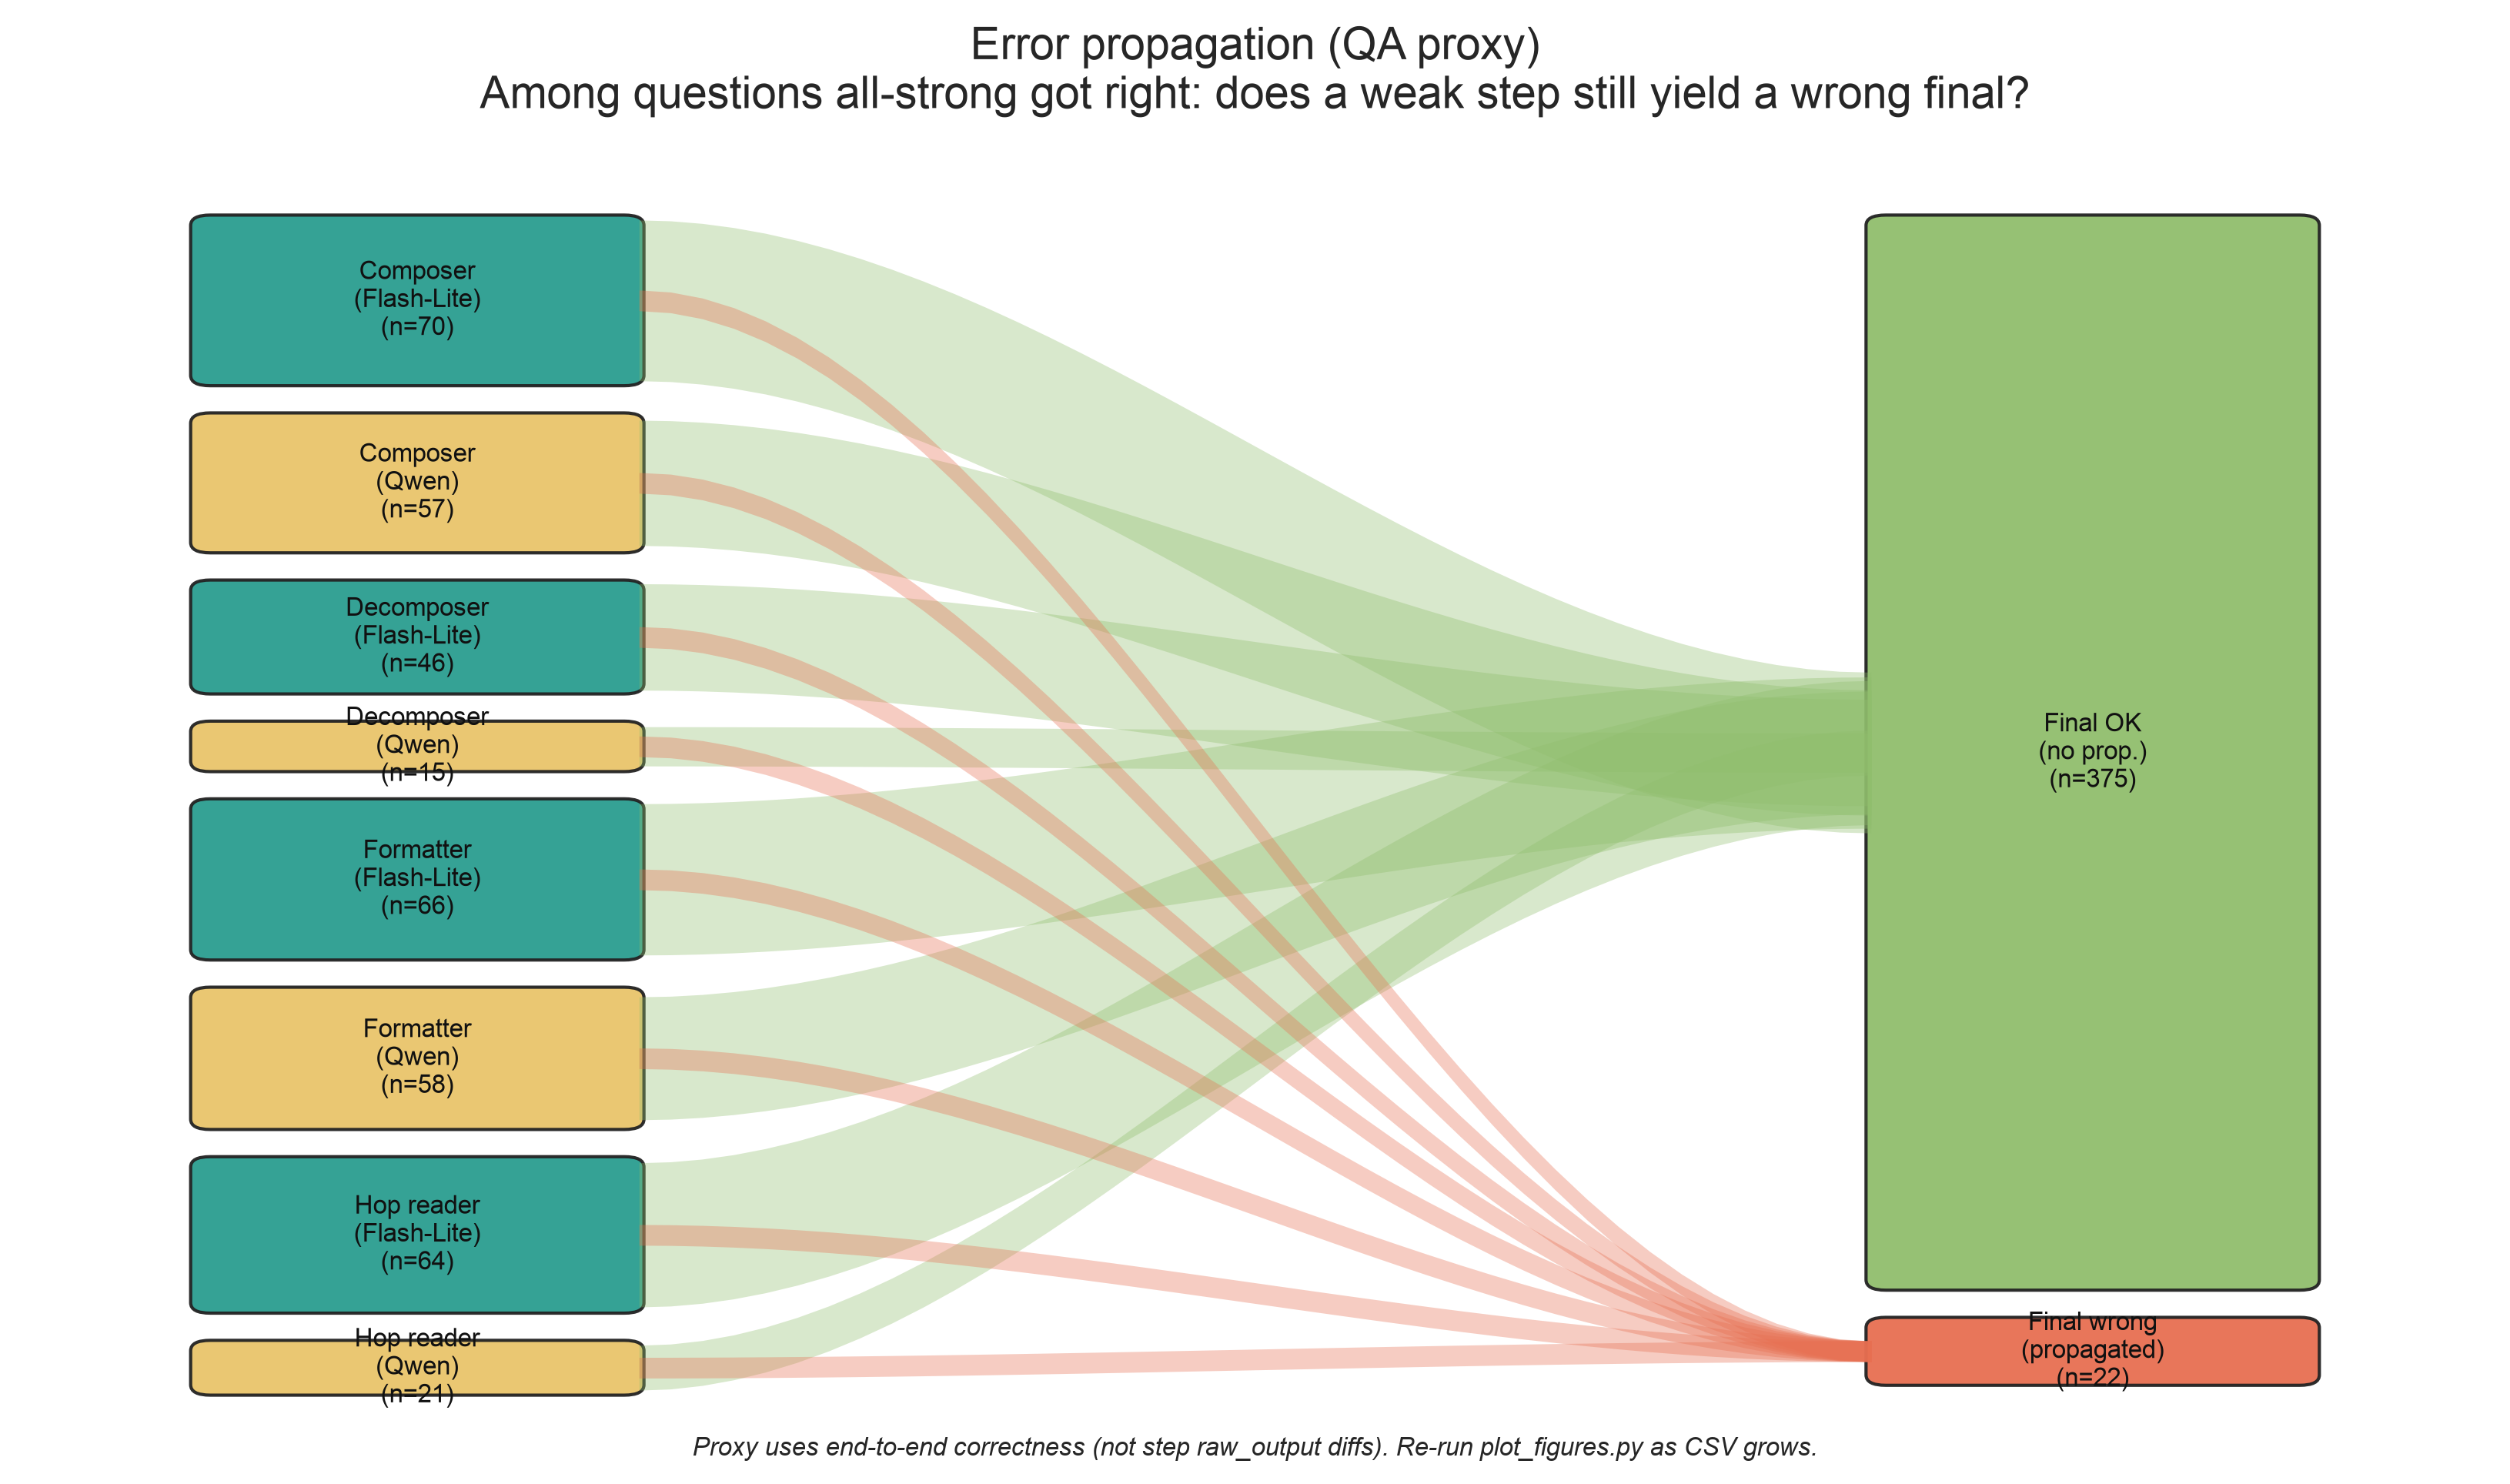 Error propagation (QA proxy)
Among questions all-strong got right: does a weak step still yield a wrong final?
Composer
(Flash-Lite)
(n=70)
Composer
(Qwen)
(n=57)
Decomposer
(Flash-Lite)
(n=46)
Decomposer
(Qwen)
(n=15)
Formatter
(Flash-Lite)
(n=66)
Formatter
(Qwen)
(n=58)
Hop reader
(Flash-Lite)
(n=64)
Hop reader
(Qwen)
(n=21)
Final OK
(no prop.)
(n=375)
Final wrong
(propagated)
(n=22)
Proxy uses end-to-end correctness (not step raw_output diffs). Re-run plot_figures.py as CSV grows.